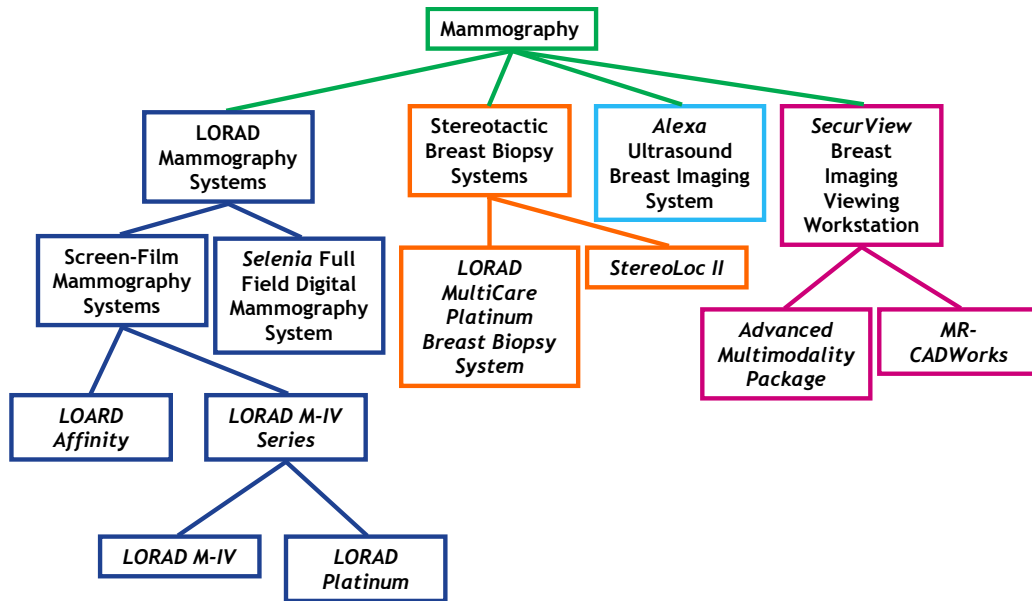 Mammography
LORAD
Mammography
Systems
Stereotactic
Breast Biopsy
Systems
Alexa
Ultrasound
Breast Imaging
System
SecurView
Breast
Imaging
Viewing
Workstation
Screen-Film
Mammography
Systems
Selenia Full
Field Digital
Mammography
System
LORAD
MultiCare
Platinum
Breast Biopsy
System
StereoLoc II
Advanced
Multimodality
Package
MR-
CADWorks
LOARD
Affinity
LORAD M-IV
Series
LORAD M-IV
LORAD
Platinum